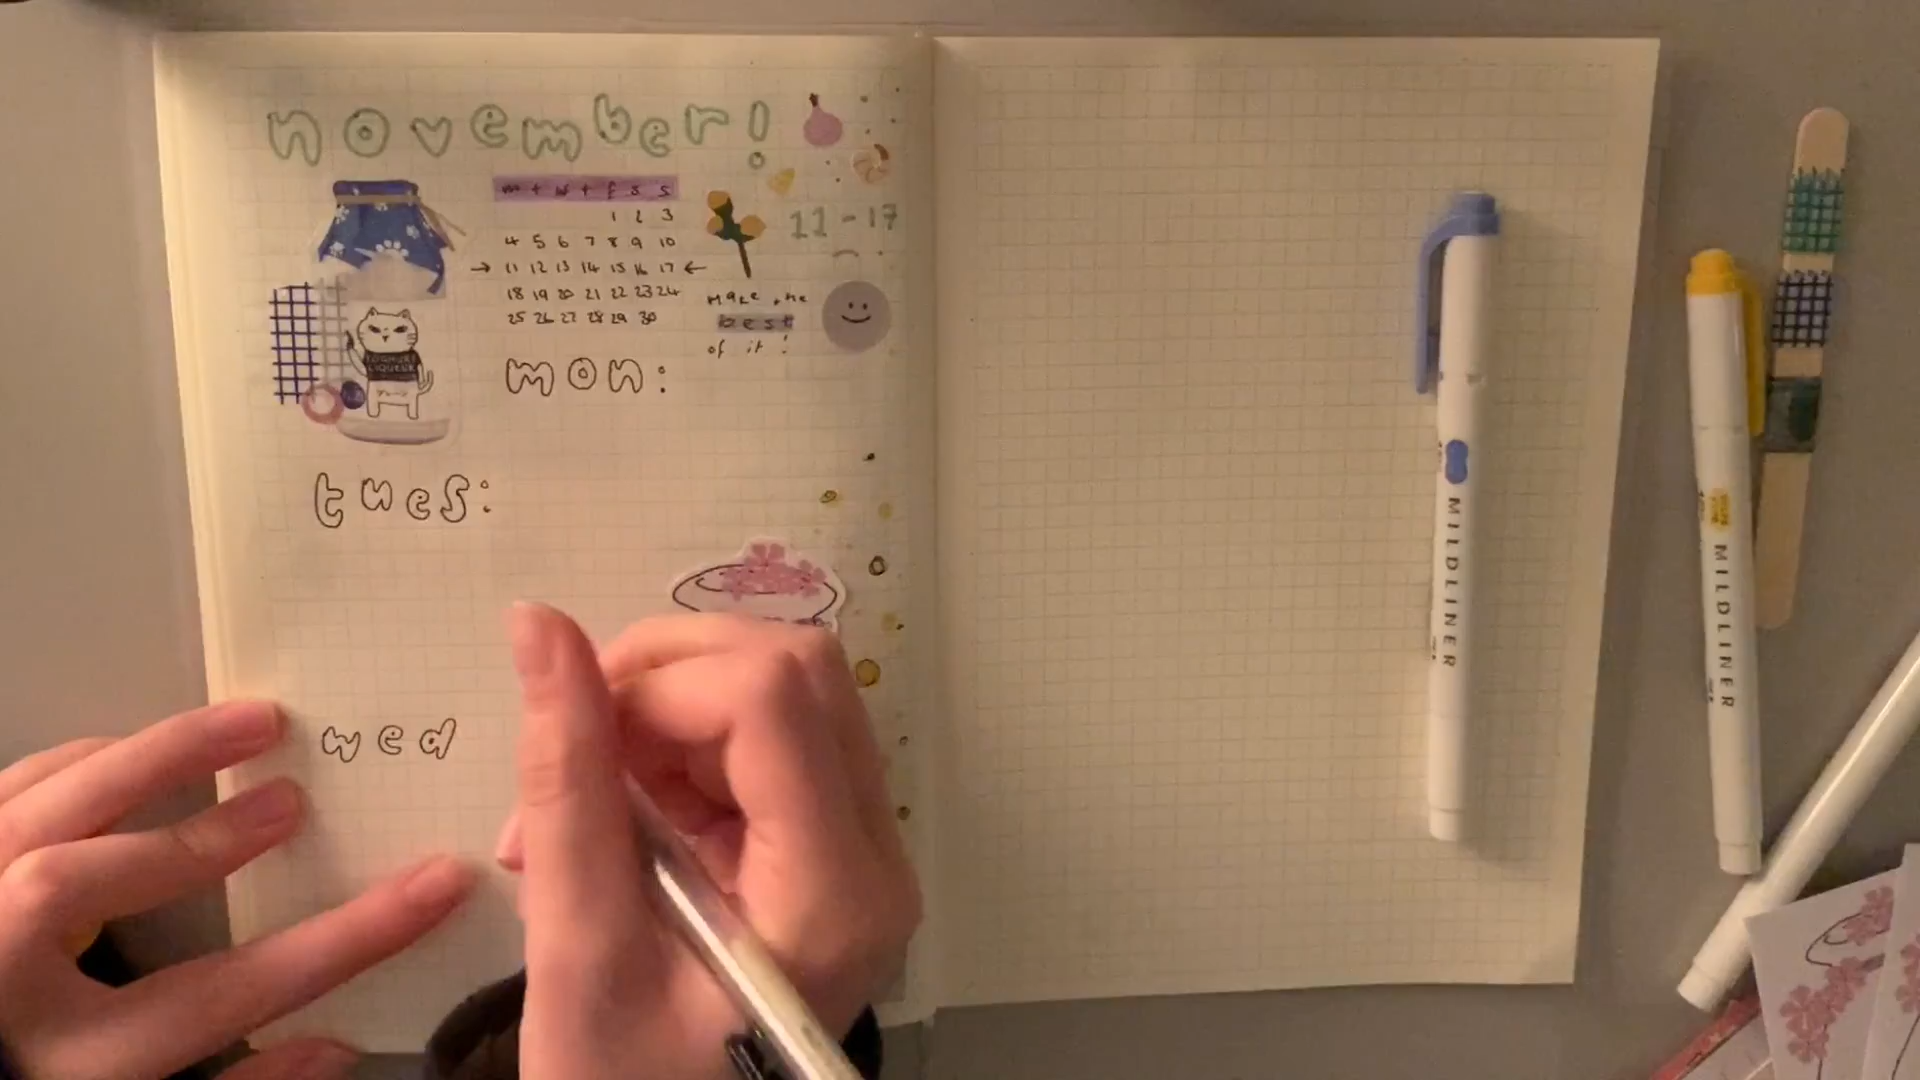 november!
m t w t f s s
1 2 3
4 5 6 7 8 9 10
→ 11 12 13 14 15 16 17 ←
18 19 20 21 22 23 24
25 26 27 28 29 30
11-17
make the
best
of it!
YOGHURT
LIQUEUR
mon:
tues:
wed
MILDLINER
MILDLINER